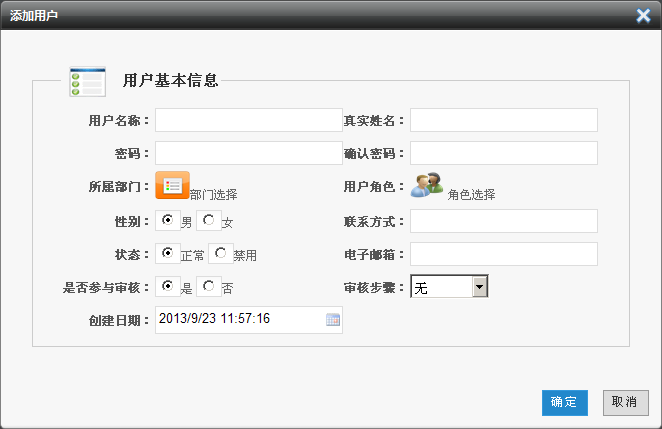 添加用户
用户基本信息
用户名称： 真实姓名：
密码： 确认密码：
所属部门： 部门选择 用户角色： 角色选择
性别： 男 女 联系方式：
状态： 正常 禁用 电子邮箱：
是否参与审核： 是 否 审核步骤： 无
创建日期： 2013/9/23 11:57:16
确定 取消